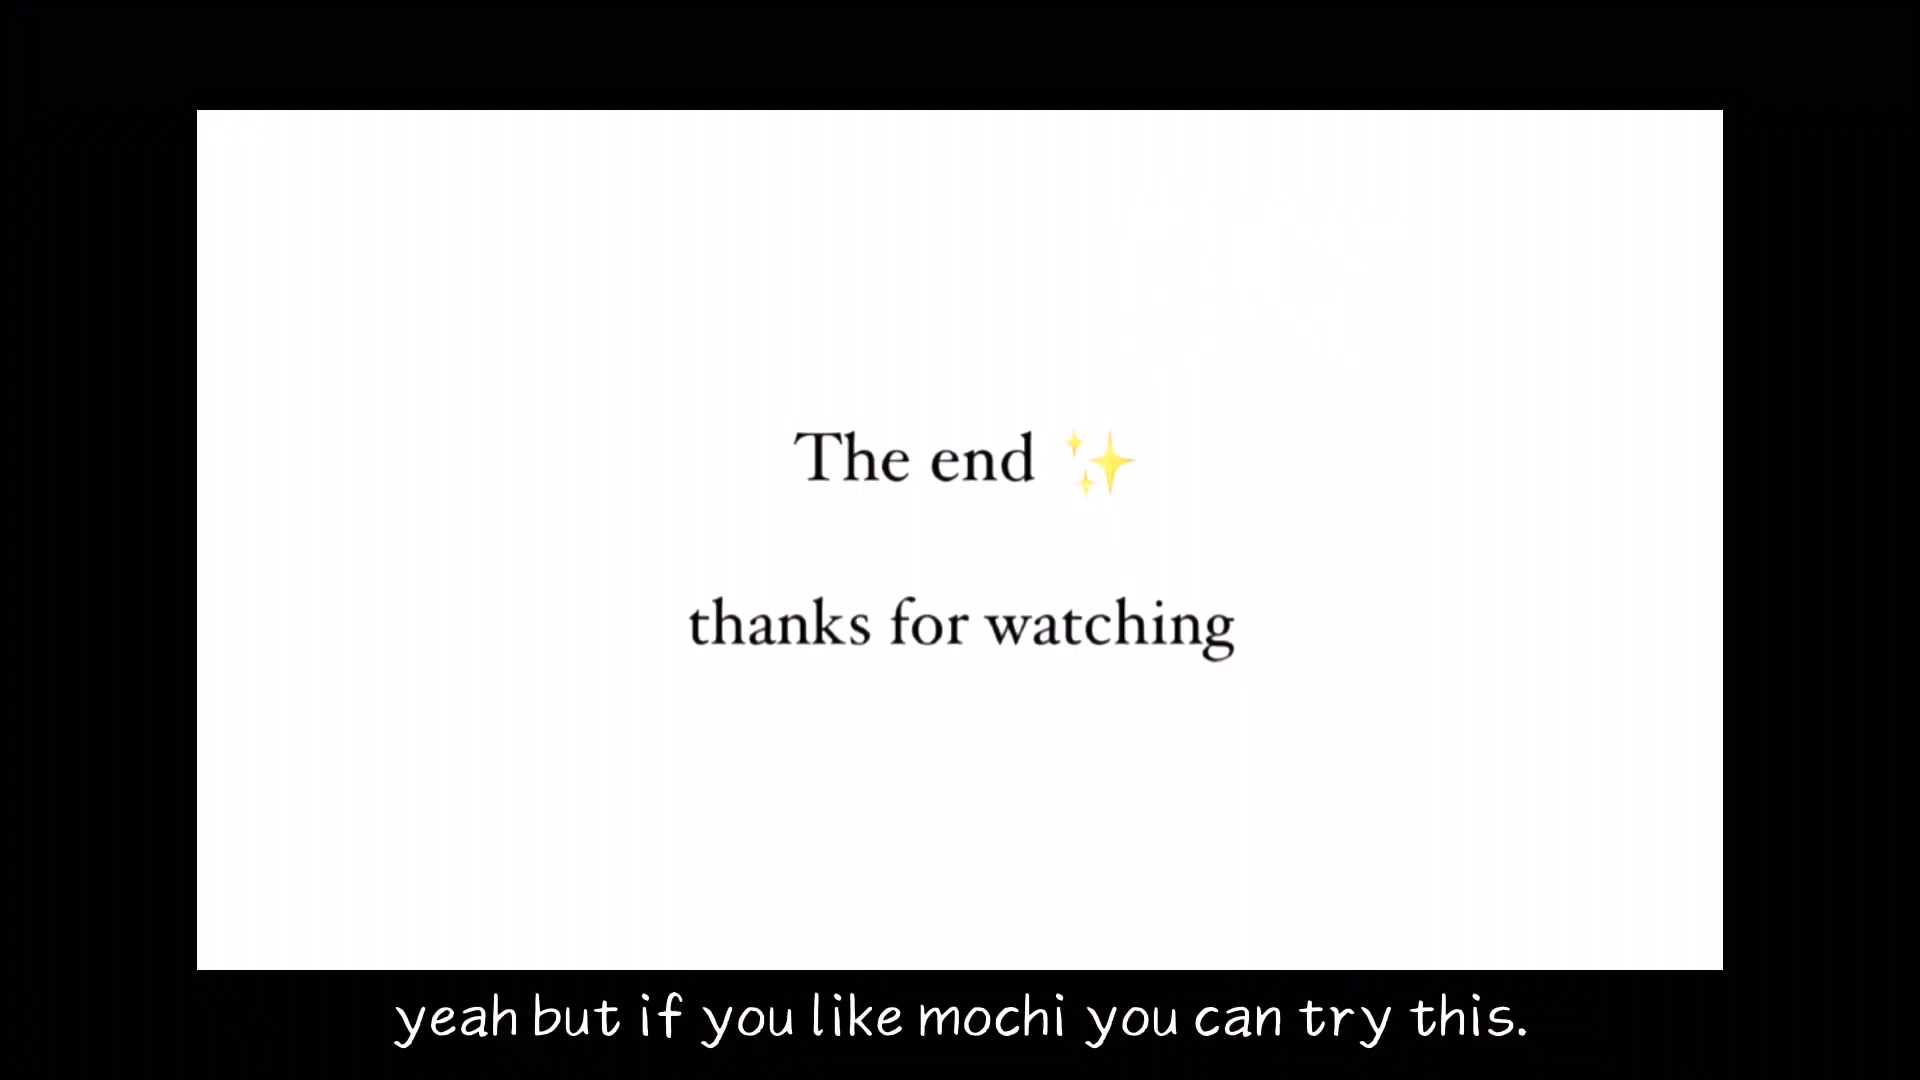 The end ✨
thanks for watching
yeah but if you like mochi you can try this.